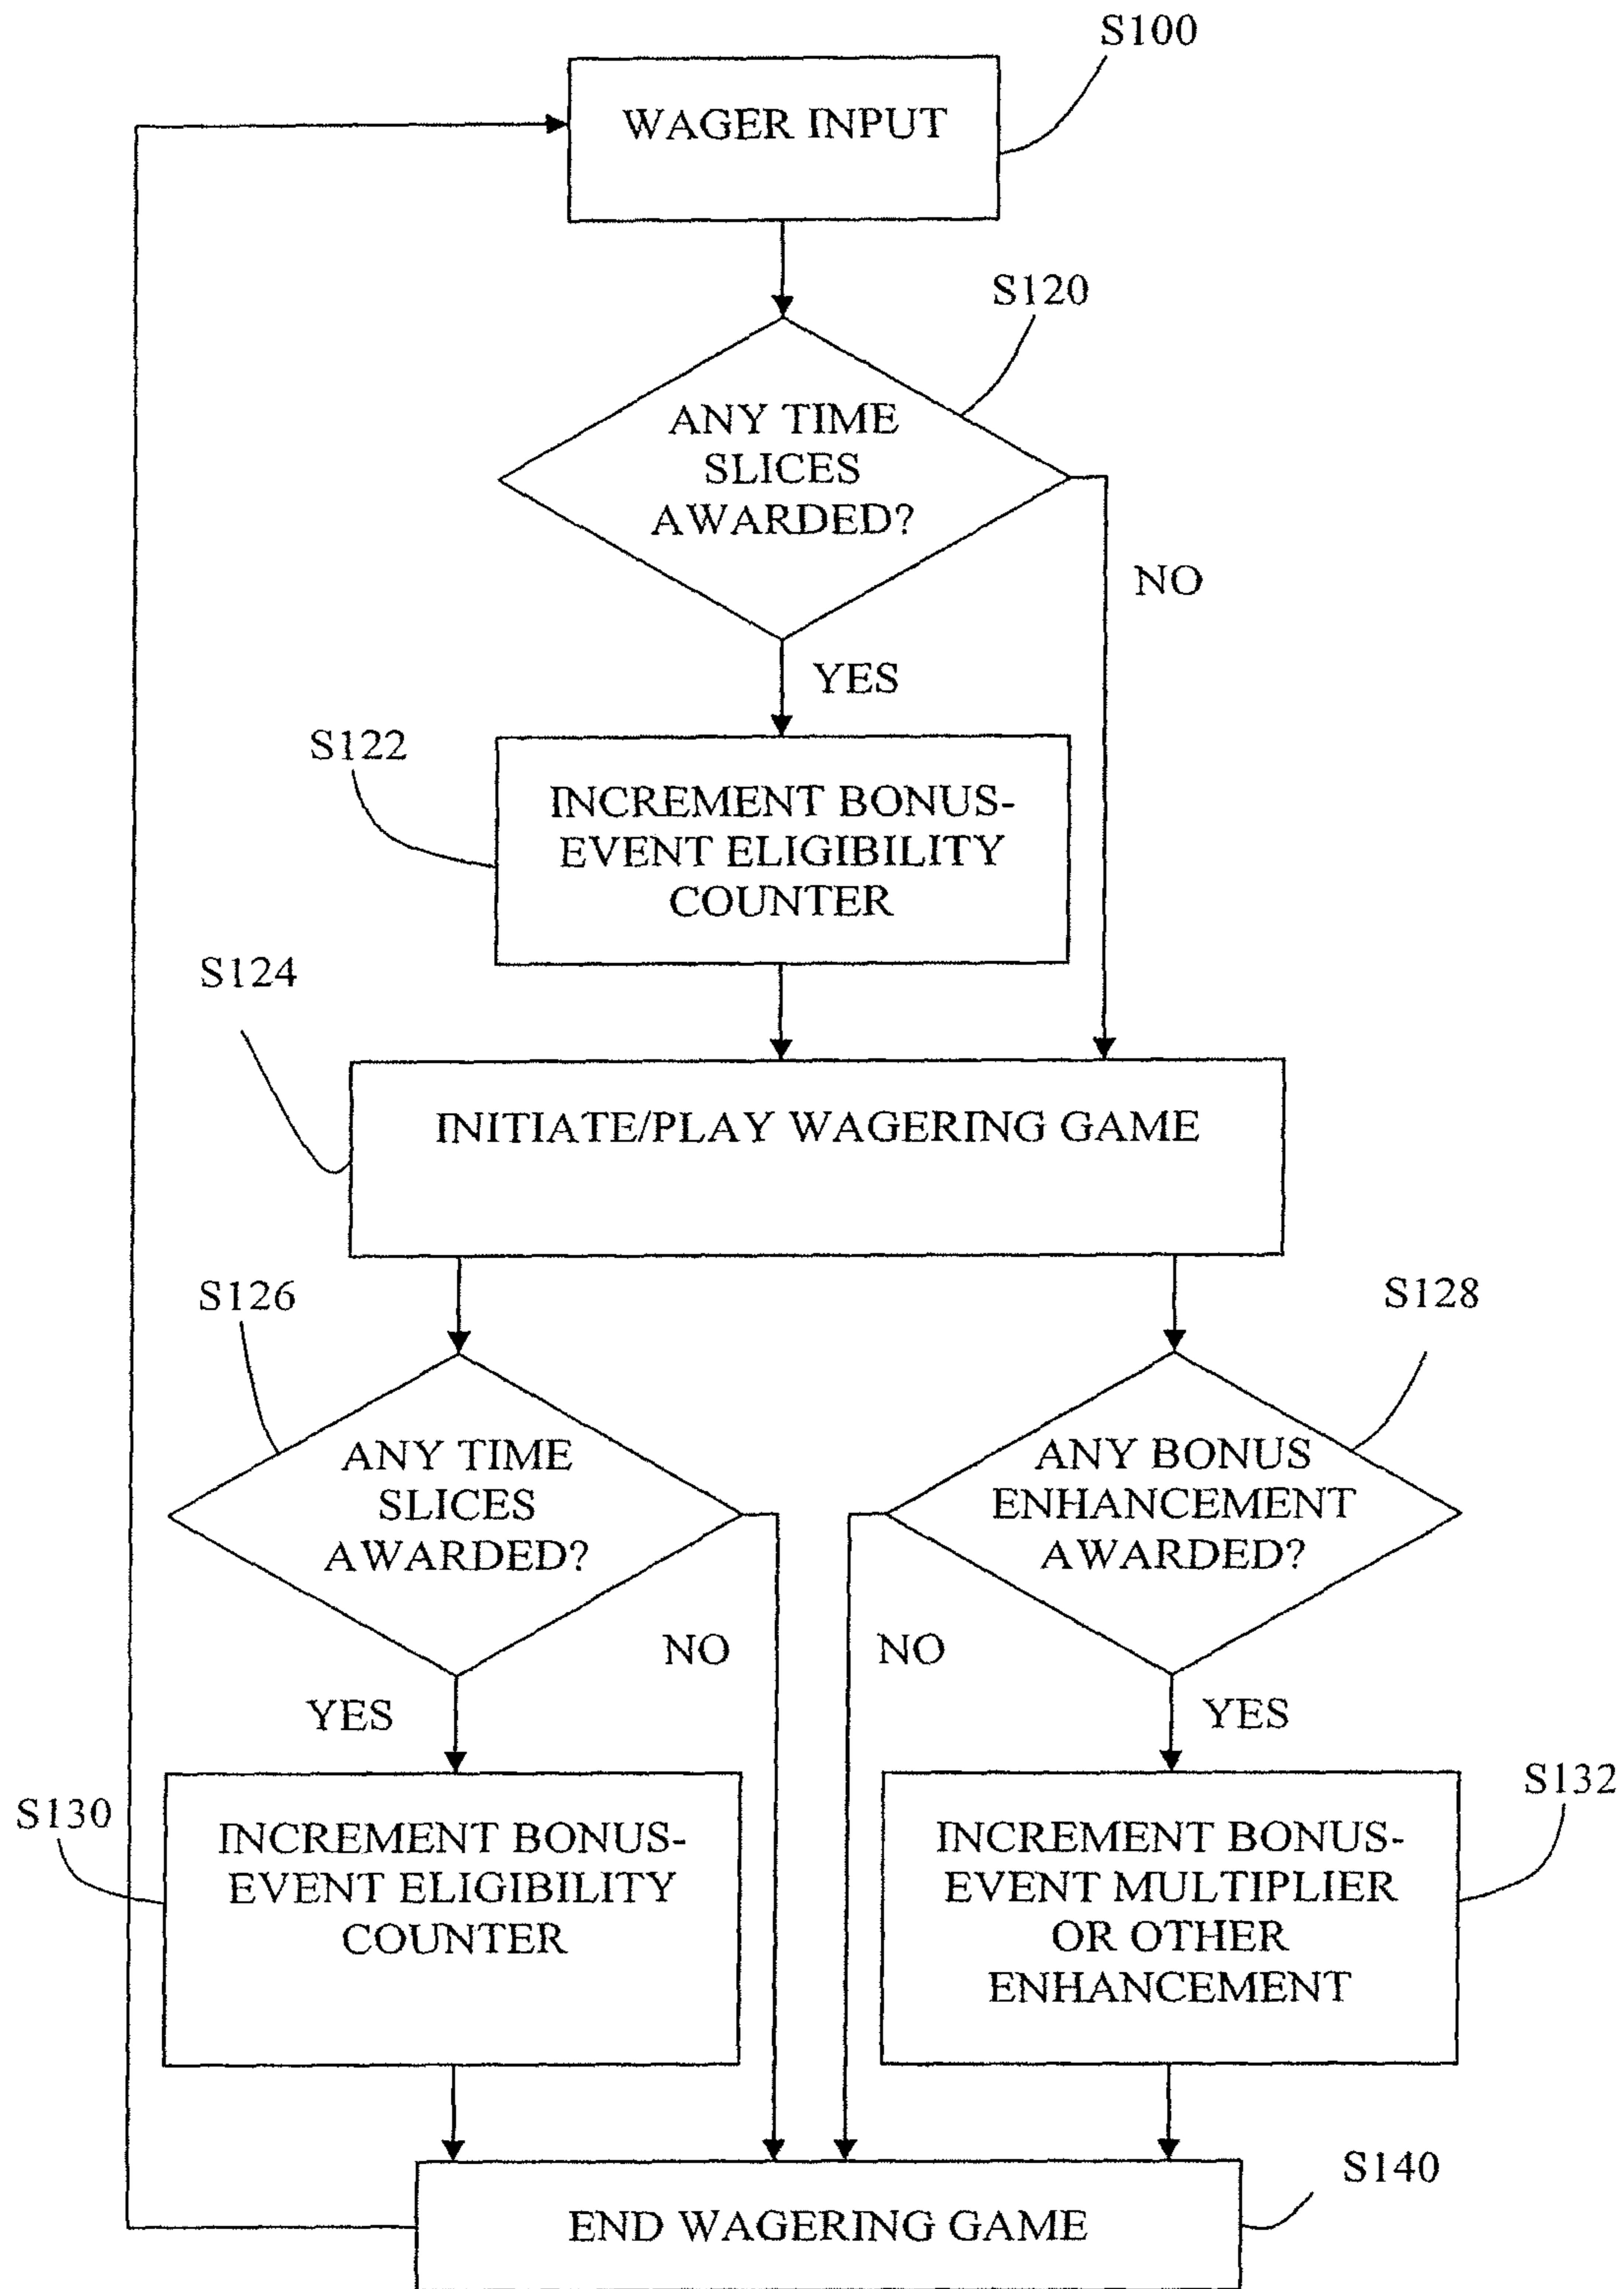 S100
WAGER INPUT
S120
ANY TIME
SLICES
AWARDED?
NO
YES
S122
INCREMENT BONUS-
EVENT ELIGIBILITY
COUNTER
S124
INITIATE/PLAY WAGERING GAME
S126
S128
ANY TIME
SLICES
AWARDED?
ANY BONUS
ENHANCEMENT
AWARDED?
NO
NO
YES
YES
S130
INCREMENT BONUS-
EVENT ELIGIBILITY
COUNTER
S132
INCREMENT BONUS-
EVENT MULTIPLIER
OR OTHER
ENHANCEMENT
S140
END WAGERING GAME